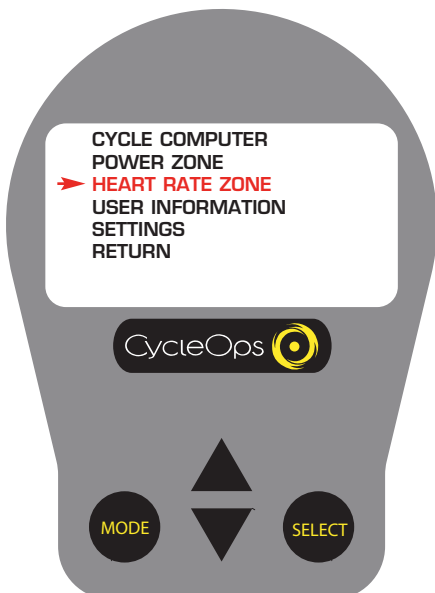 CYCLE COMPUTER
POWER ZONE
HEART RATE ZONE
USER INFORMATION
SETTINGS
RETURN
CycleOps
MODE
SELECT